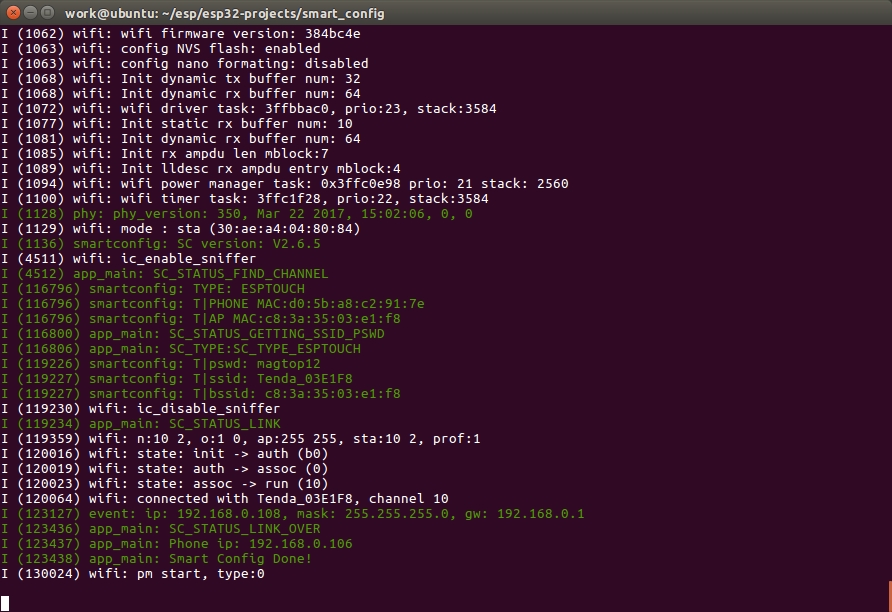 work@ubuntu: ~/esp/esp32-projects/smart_config
I (1062) wifi: wifi firmware version: 384bc4e
I (1063) wifi: config NVS flash: enabled
I (1063) wifi: config nano formating: disabled
I (1068) wifi: Init dynamic tx buffer num: 32
I (1068) wifi: Init dynamic rx buffer num: 64
I (1072) wifi: wifi driver task: 3ffbbac0, prio:23, stack:3584
I (1077) wifi: Init static rx buffer num: 10
I (1081) wifi: Init dynamic rx buffer num: 64
I (1085) wifi: Init rx ampdu len mblock:7
I (1089) wifi: Init lldesc rx ampdu entry mblock:4
I (1094) wifi: wifi power manager task: 0x3ffc0e98 prio: 21 stack: 2560
I (1100) wifi: wifi timer task: 3ffc1f28, prio:22, stack:3584
I (1128) phy: phy_version: 350, Mar 22 2017, 15:02:06, 0, 0
I (1129) wifi: mode : sta (30:ae:a4:04:80:84)
I (1136) smartconfig: SC version: V2.6.5
I (4511) wifi: ic_enable_sniffer
I (4512) app_main: SC_STATUS_FIND_CHANNEL
I (116796) smartconfig: TYPE: ESPTOUCH
I (116796) smartconfig: T|PHONE MAC:d0:5b:a8:c2:91:7e
I (116796) smartconfig: T|AP MAC:c8:3a:35:03:e1:f8
I (116800) app_main: SC_STATUS_GETTING_SSID_PSWD
I (116806) app_main: SC_TYPE:SC_TYPE_ESPTOUCH
I (119226) smartconfig: T|pswd: magtop12
I (119227) smartconfig: T|ssid: Tenda_03E1F8
I (119227) smartconfig: T|bssid: c8:3a:35:03:e1:f8
I (119230) wifi: ic_disable_sniffer
I (119234) app_main: SC_STATUS_LINK
I (119359) wifi: n:10 2, o:1 0, ap:255 255, sta:10 2, prof:1
I (120016) wifi: state: init -> auth (b0)
I (120019) wifi: state: auth -> assoc (0)
I (120023) wifi: state: assoc -> run (10)
I (120064) wifi: connected with Tenda_03E1F8, channel 10
I (123127) event: ip: 192.168.0.108, mask: 255.255.255.0, gw: 192.168.0.1
I (123436) app_main: SC_STATUS_LINK_OVER
I (123437) app_main: Phone ip: 192.168.0.106
I (123438) app_main: Smart Config Done!
I (130024) wifi: pm start, type:0